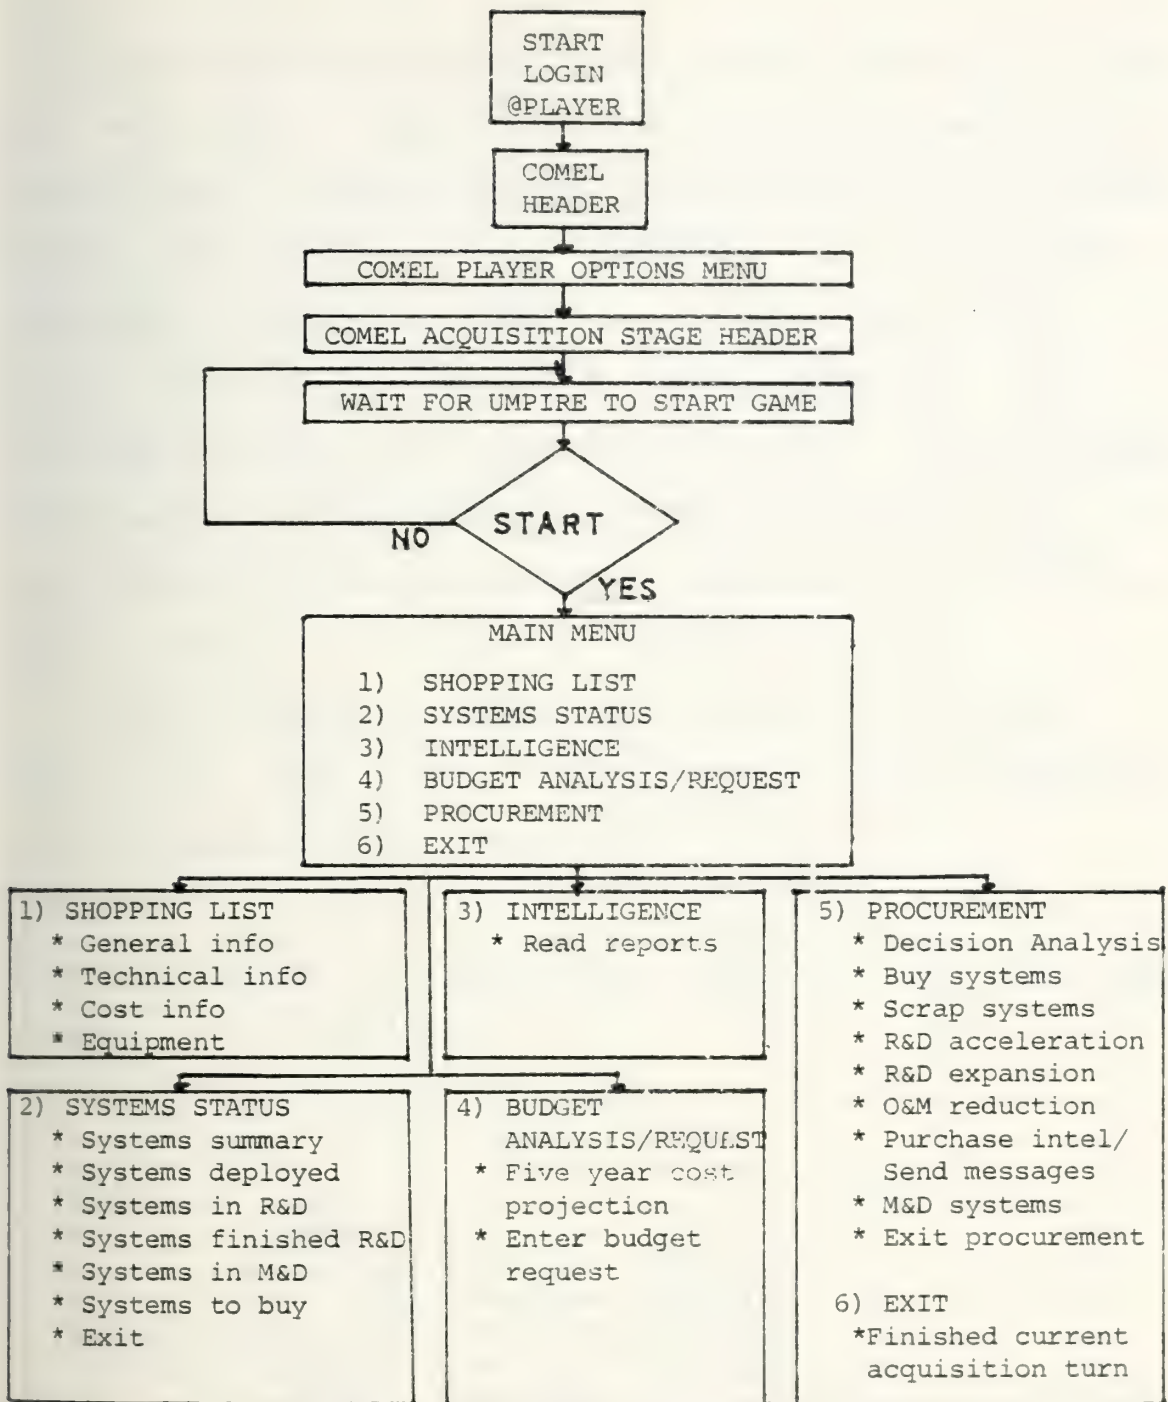 START
LOGIN
@PLAYER
COMEL
HEADER
COMEL PLAYER OPTIONS MENU
COMEL ACQUISITION STAGE HEADER
WAIT FOR UMPIRE TO START GAME
START
NO
YES
MAIN MENU
1) SHOPPING LIST
2) SYSTEMS STATUS
3) INTELLIGENCE
4) BUDGET ANALYSIS/REQUEST
5) PROCUREMENT
6) EXIT
1) SHOPPING LIST
* General info
* Technical info
* Cost info
* Equipment
2) SYSTEMS STATUS
* Systems summary
* Systems deployed
* Systems in R&D
* Systems finished R&D
* Systems in M&D
* Systems to buy
* Exit
3) INTELLIGENCE
* Read reports
4) BUDGET
ANALYSIS/REQUEST
* Five year cost
projection
* Enter budget
request
5) PROCUREMENT
* Decision Analysis
* Buy systems
* Scrap systems
* R&D acceleration
* R&D expansion
* O&M reduction
* Purchase intel/
Send messages
* M&D systems
* Exit procurement
6) EXIT
*Finished current
acquisition turn